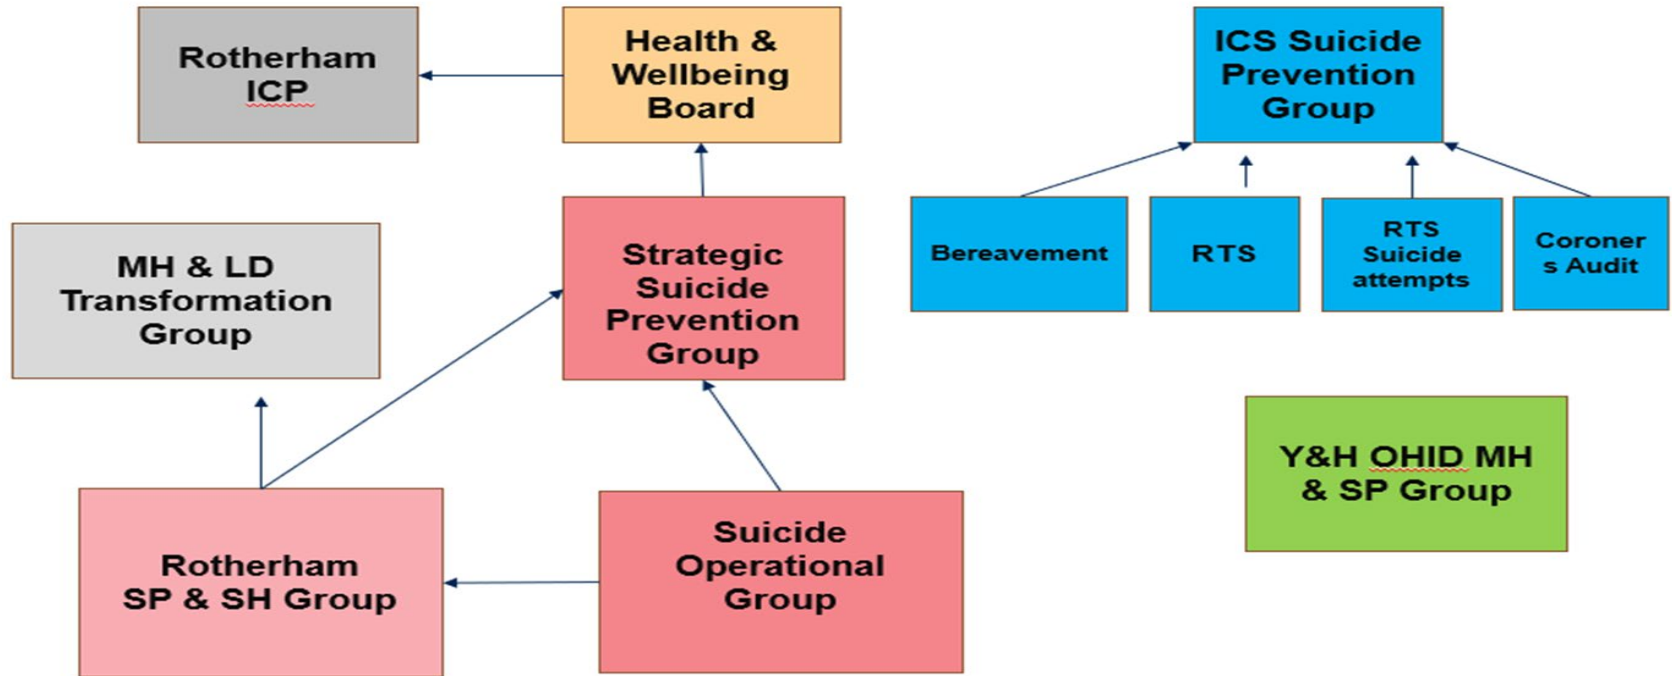 Rotherham
ICP
Health &
Wellbeing
Board
ICS Suicide
Prevention
Group
MH & LD
Transformation
Group
Strategic
Suicide
Prevention
Group
Bereavement
RTS
RTS
Suicide
attempts
Coroner
s Audit
Y&H OHID MH
& SP Group
Rotherham
SP & SH Group
Suicide
Operational
Group